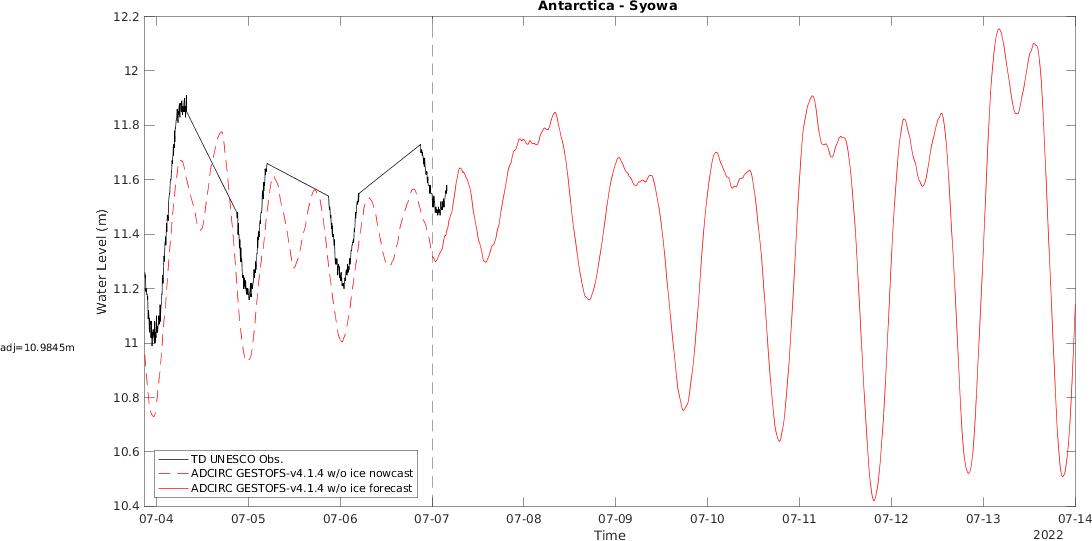 Antarctica - Syowa
12.2
12
11.8
11.6
11.4
11.2
11
10.8
10.6
10.4
Water Level (m)
adj=10.9845m
TD UNESCO Obs.
ADCIRC GESTOFS-v4.1.4 w/o ice nowcast
ADCIRC GESTOFS-v4.1.4 w/o ice forecast
07-04 07-05 07-06 07-07 07-08 07-09 07-10 07-11 07-12 07-13 07-14
Time
2022